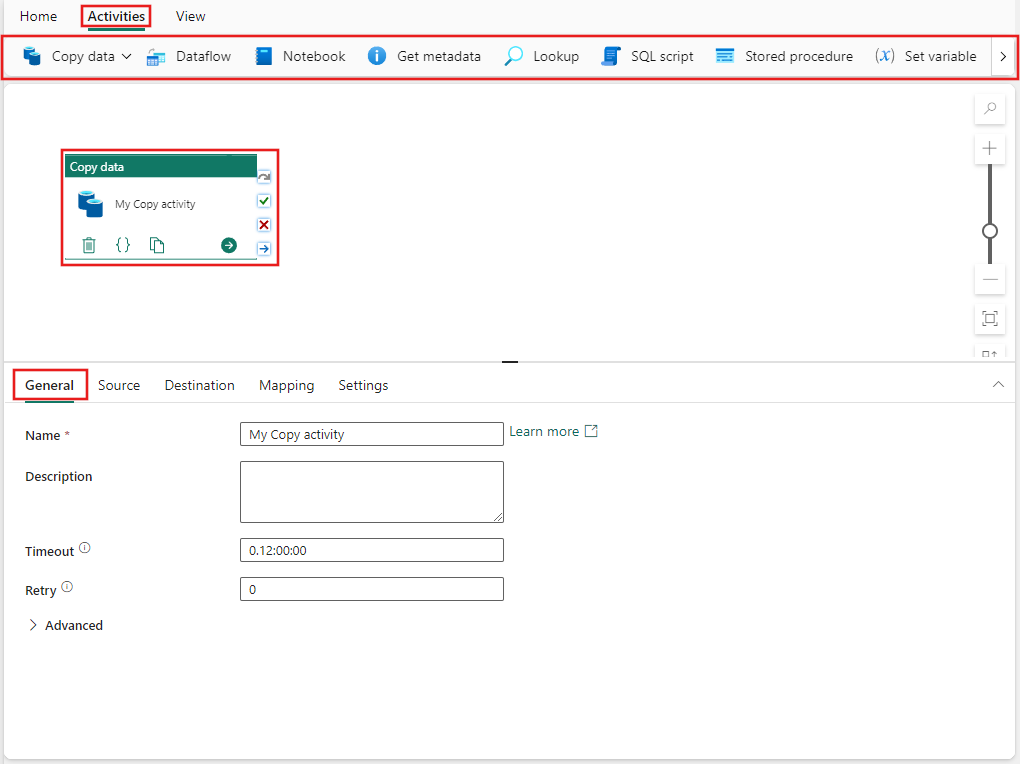 Home Activities View
Copy data Dataflow Notebook Get metadata Lookup SQL script Stored procedure (x) Set variable
Copy data
My Copy activity
{}
General Source Destination Mapping Settings
Name * My Copy activity Learn more
Description
Timeout 0.12:00:00
Retry 0
Advanced